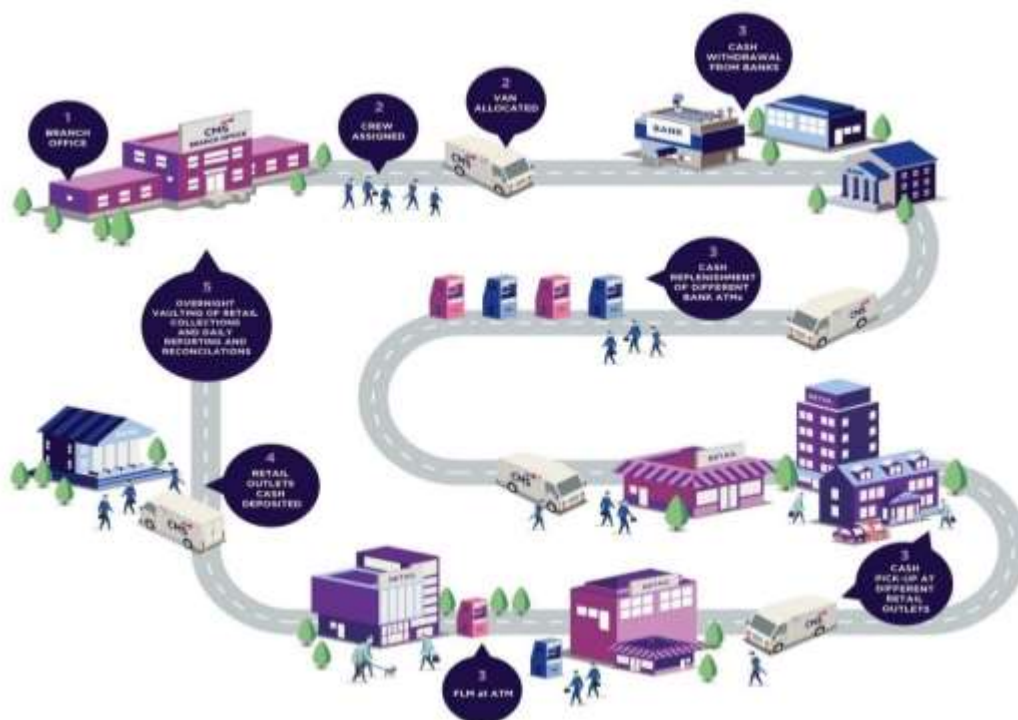 1
BRANCH
OFFICE
CMS
BRANCH OFFICE
2
CREW
ASSIGNED
2
VAN
ALLOCATED
CMS
BANK
3
CASH
WITHDRAWAL
FROM BANKS
3
CASH
REPLENISHMENT
OF DIFFERENT
BANK ATMs
CMS
5
OVERNIGHT
VAULTING OF RETAIL
COLLECTIONS
AND DAILY
REPORTING AND
RECONCILATIONS
RETAIL
RETAIL
CMS
4
RETAIL
OUTLETS
CASH
DEPOSITED
CMS
3
CASH
PICK-UP AT
DIFFERENT
RETAIL
OUTLETS
RETAIL
RETAIL
CMS
3
FLM at ATM